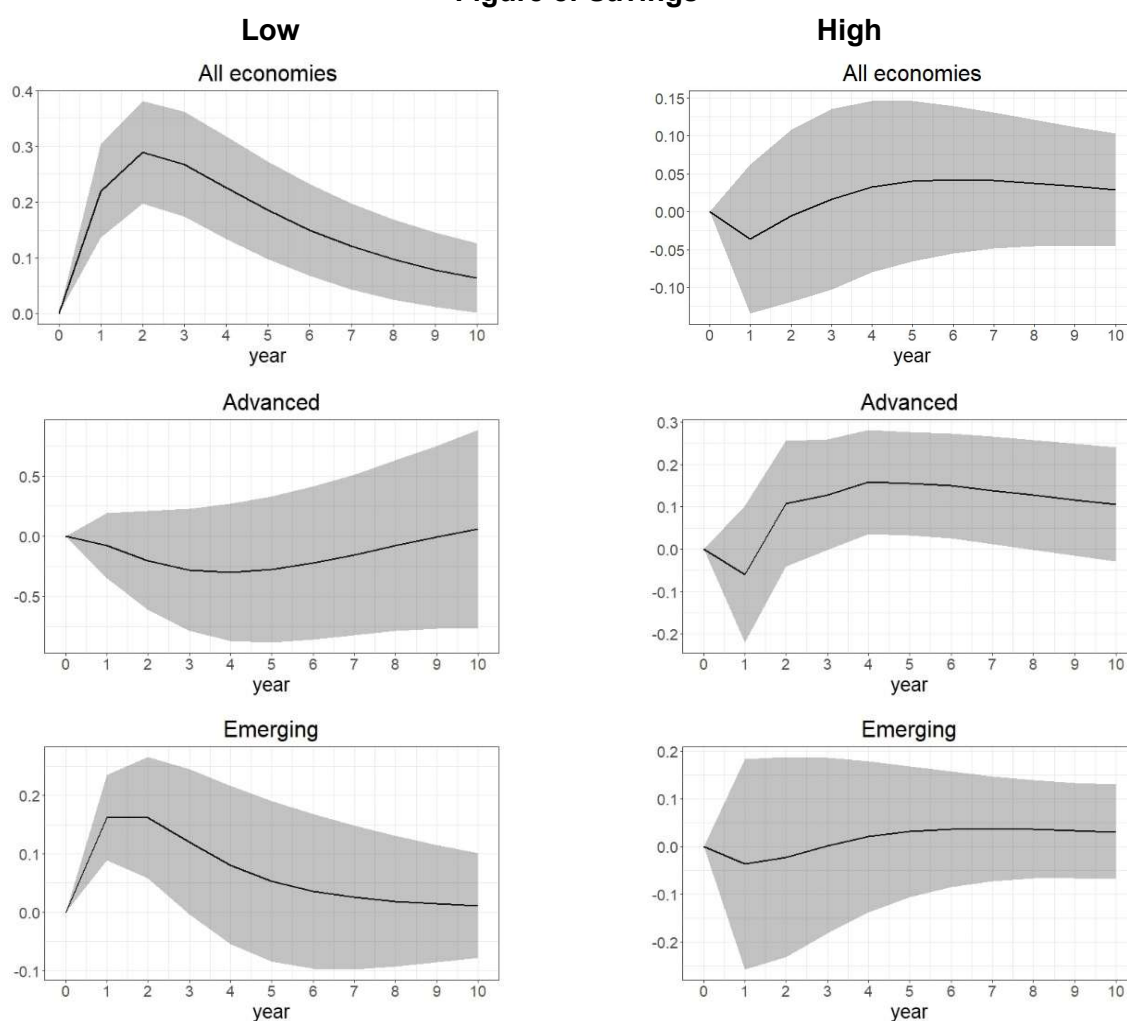 Low High
All economies
0.4
0.3
0.2
0.1
0.0
0 1 2 3 4 5 6 7 8 9 10
year
All economies
0.15
0.10
0.05
0.00
-0.05
-0.10
0 1 2 3 4 5 6 7 8 9 10
year
Advanced
0.5
0.0
-0.5
0 1 2 3 4 5 6 7 8 9 10
year
Advanced
0.3
0.2
0.1
0.0
-0.1
-0.2
0 1 2 3 4 5 6 7 8 9 10
year
Emerging
0.2
0.1
0.0
-0.1
0 1 2 3 4 5 6 7 8 9 10
year
Emerging
0.2
0.1
0.0
-0.1
-0.2
0 1 2 3 4 5 6 7 8 9 10
year